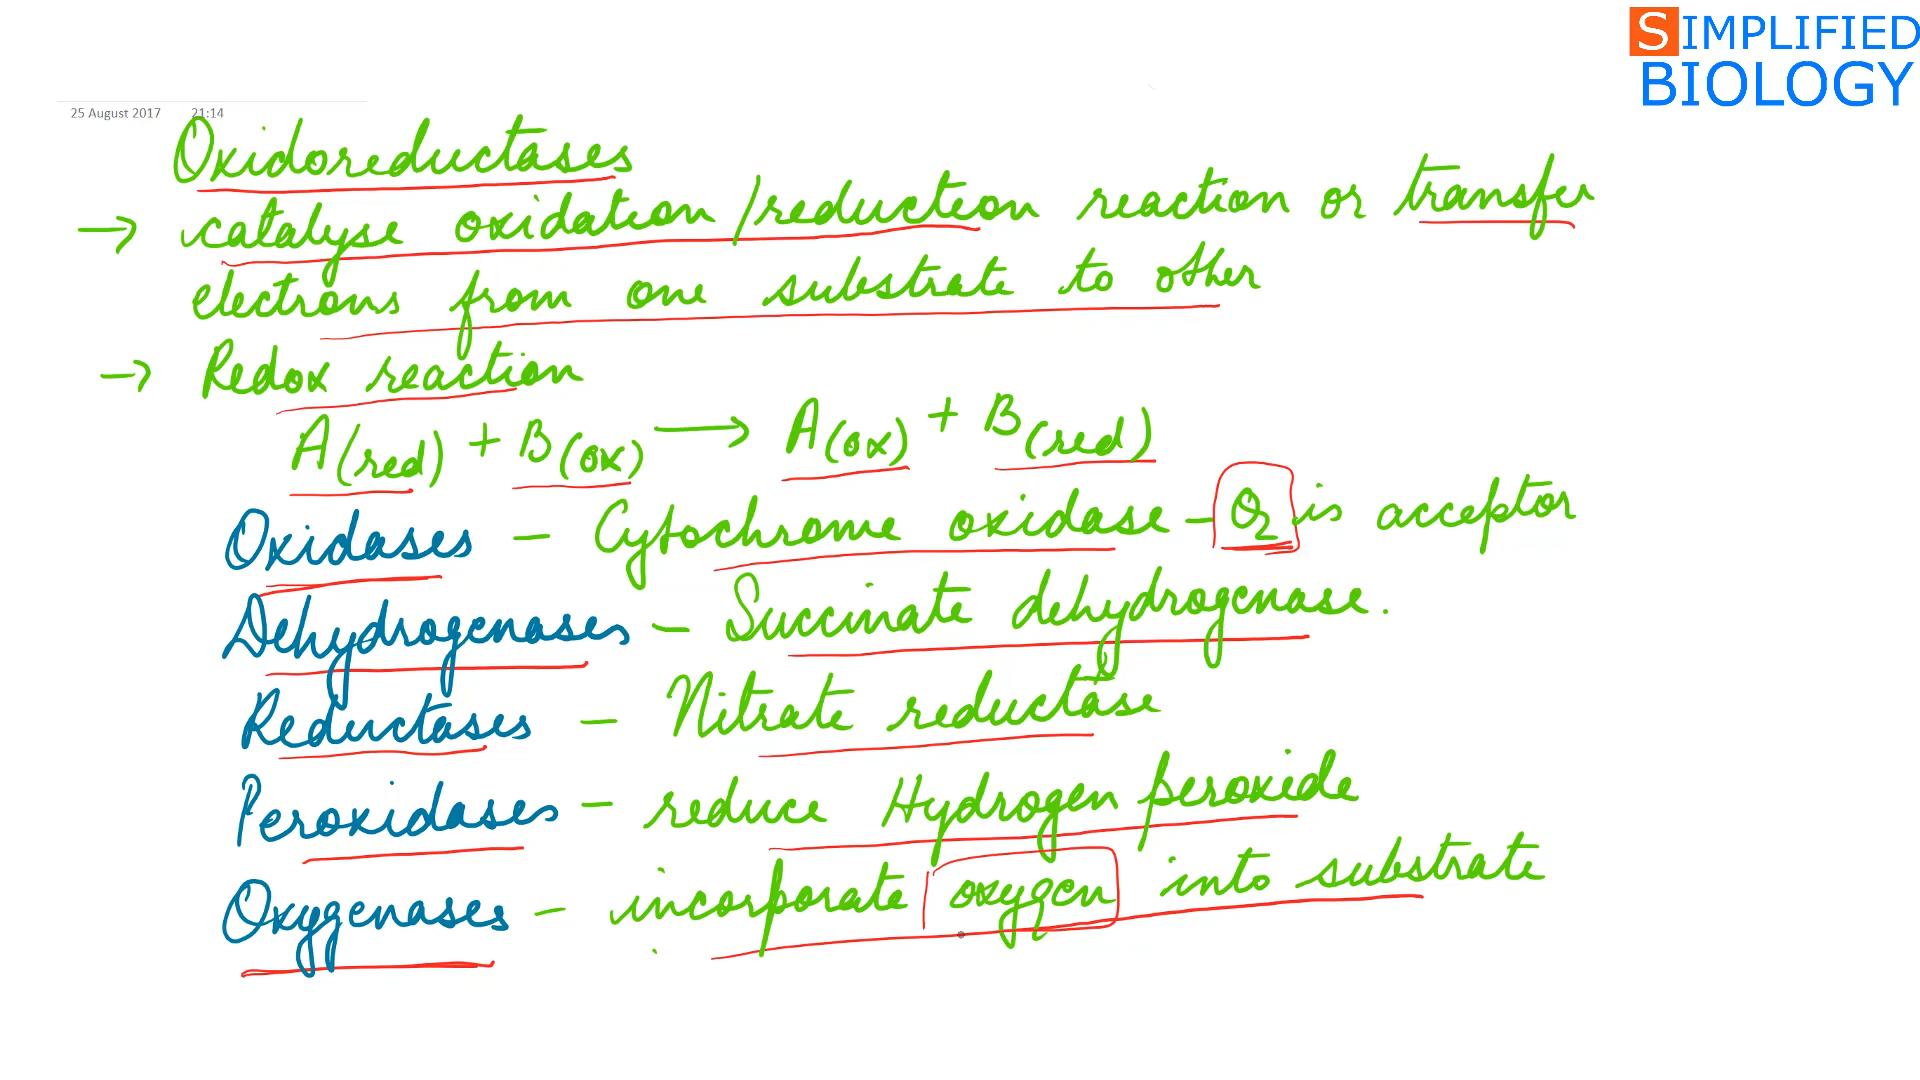 SIMPLIFIED
BIOLOGY
25 August 2017 21:14
Oxidoreductases
→ catalyse oxidation/reduction reaction or transfer
electrons from one substrate to other
→ Redox reaction
A(red) + B(ox) → A(ox) + B(red)
Oxidases - Cytochrome oxidase - O2 is acceptor
Dehydrogenases - Succinate dehydrogenase.
Reductases - Nitrate reductase
Peroxidases - reduce Hydrogen peroxide
Oxygenases - incorporate oxygen into substrate